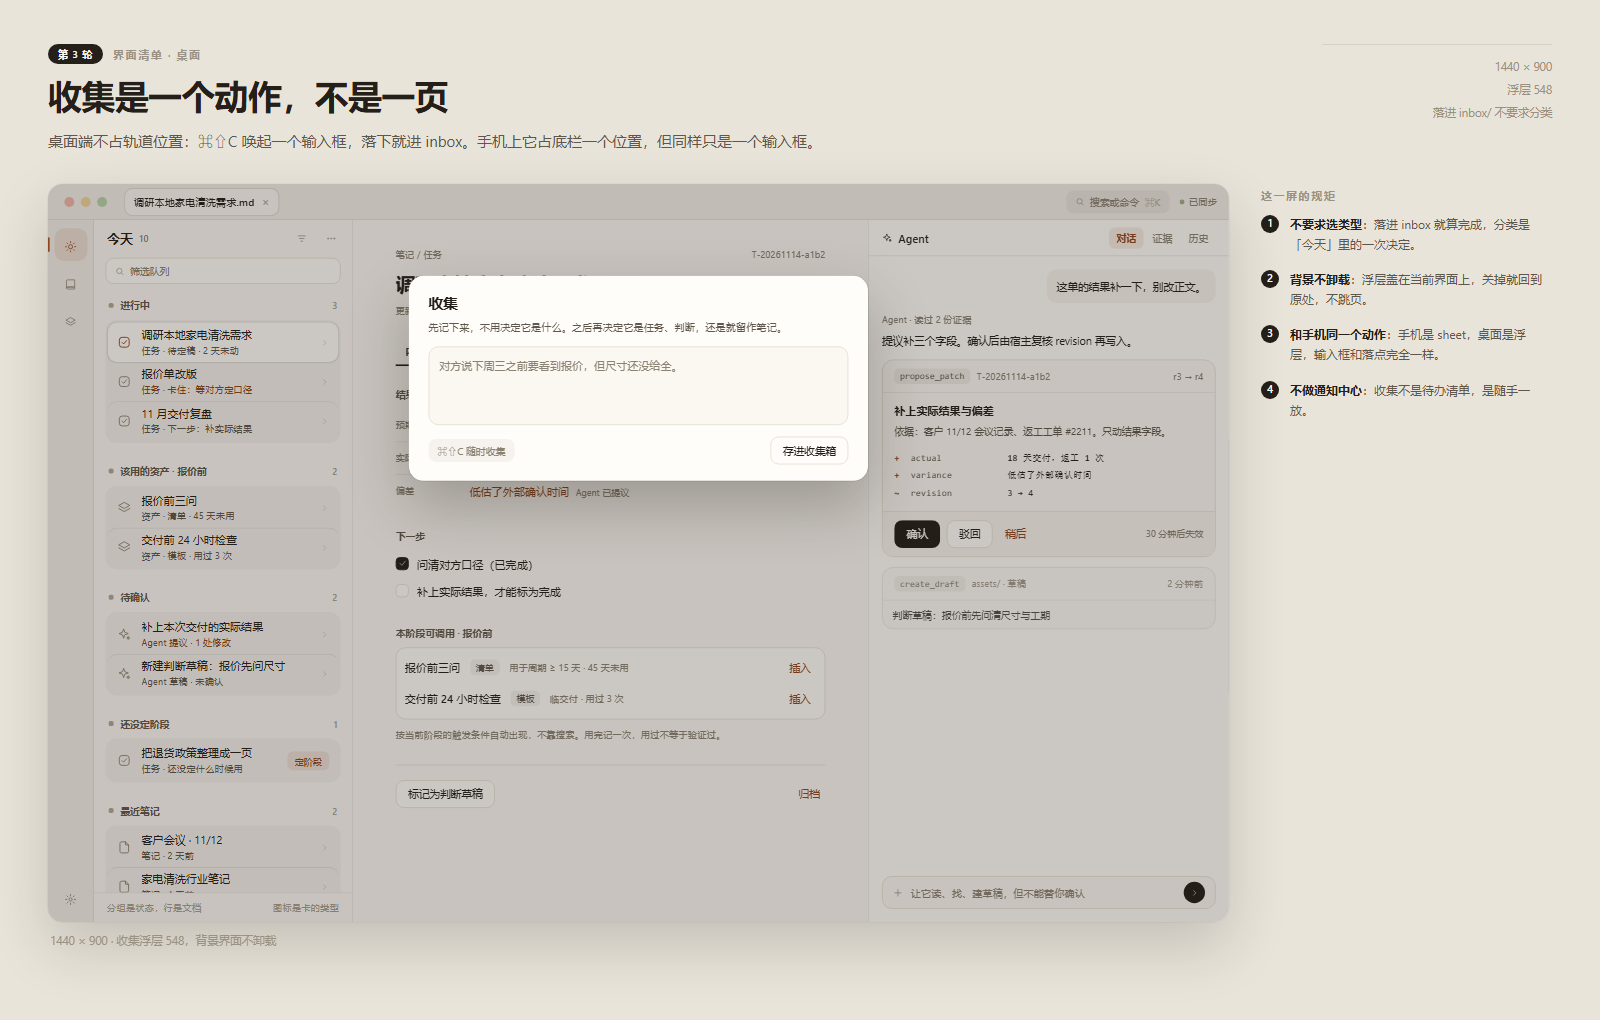 第 3 轮 界面清单 · 桌面
收集是一个动作，不是一页
桌面端不占轨道位置：⌘⇧C 唤起一个输入框，落下就进 inbox。手机上它占底栏一个位置，但同样只是一个输入框。
1440 × 900
浮层 548
落进 inbox/ 不要求分类
调研本地家电清洗需求.md ×
搜索或命令 ⌘K
已同步
今天 10
筛选队列
进行中 3
调研本地家电清洗需求
任务 · 待定稿 · 2 天未动
报价单改版
任务 · 卡住：等对方定口径
11 月交付复盘
任务 · 下一步：补实际结果
该用的资产 · 报价前 2
报价前三问
资产 · 清单 · 45 天未用
交付前 24 小时检查
资产 · 模板 · 用过 3 次
待确认 2
补上本次交付的实际结果
Agent 提议 · 1 处修改
新建判断草稿：报价先问尺寸
Agent 草稿 · 未确认
还没定阶段 1
把退货政策整理成一页
任务 · 还没定什么时候用
定阶段
最近笔记 2
客户会议 · 11/12
笔记 · 2 天前
家电清洗行业笔记
分组是状态，行是文档
图标是卡的类型
笔记 / 任务
T-20261114-a1b2
调
更新
结果
预期
实际
偏差 低估了外部确认时间 Agent 已提议
收集
先记下来，不用决定它是什么。之后再决定它是任务、判断，还是就留作笔记。
对方说下周三之前要看到报价，但尺寸还没给全。
⌘⇧C 随时收集
存进收集箱
下一步
问清对方口径（已完成）
补上实际结果，才能标为完成
本阶段可调用 · 报价前
报价前三问 清单 用于周期 ≥ 15 天 · 45 天未用 插入
交付前 24 小时检查 模板 临交付 · 用过 3 次 插入
按当前阶段的触发条件自动出现，不靠搜索。用完记一次，用过不等于验证过。
标记为判断草稿
归档
Agent
对话 证据 历史
这单的结果补一下，别改正文。
Agent · 读过 2 份证据
提议补三个字段。确认后由宿主复核 revision 再写入。
propose_patch T-20261114-a1b2 r3 → r4
补上实际结果与偏差
依据：客户 11/12 会议记录、返工工单 #2211。只动结果字段。
+ actual 18 天交付，返工 1 次
+ variance 低估了外部确认时间
~ revision 3 → 4
确认 驳回 稍后 30 分钟后失效
create_draft assets/ · 草稿 2 分钟前
判断草稿：报价前先问清尺寸与工期
+ 让它读、找、建草稿，但不能替你确认
这一屏的规矩
1 不要求选类型：落进 inbox 就算完成，分类是
「今天」里的一次决定。
2 背景不卸载：浮层盖在当前界面上，关掉就回到
原处，不跳页。
3 和手机同一个动作：手机是 sheet，桌面是浮
层，输入框和落点完全一样。
4 不做通知中心：收集不是待办清单，是随手一
放。
1440 × 900 · 收集浮层 548，背景界面不卸载